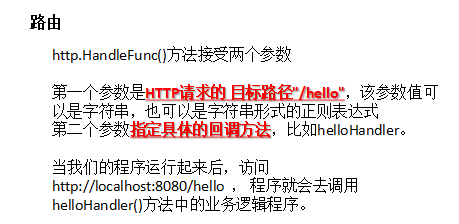 路由
http.HandleFunc()方法接受两个参数
第一个参数是HTTP请求的 目标路径"/hello"，该参数值可
以是字符串，也可以是字符串形式的正则表达式
第二个参数指定具体的回调方法，比如helloHandler。
当我们的程序运行起来后，访问
http://localhost:8080/hello ， 程序就会去调用
helloHandler()方法中的业务逻辑程序。